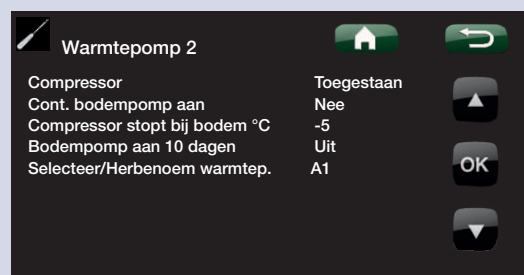 Warmtepomp 2
Compressor Toegestaan
Cont. bodempomp aan Nee
Compressor stopt bij bodem °C -5
Bodempomp aan 10 dagen Uit
Selecteer/Herbenoem warmtep. A1
OK